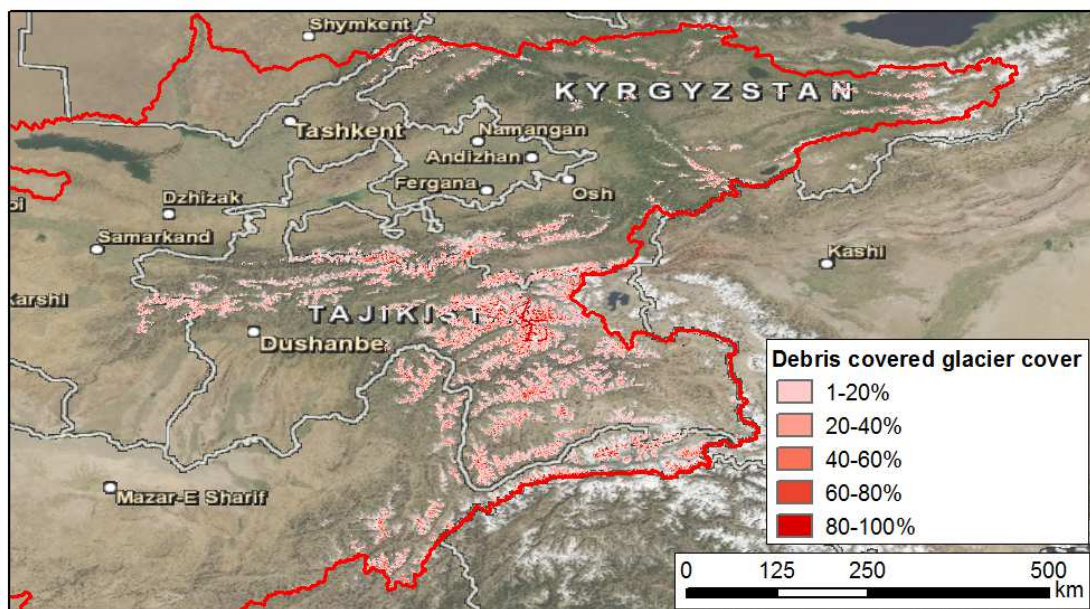 Shymkent
KYRGYZSTAN
Tashkent
Namangan
Andizhan
Fergana
Osh
Dzhizak
Samarkand
Kashi
Karshi
TAJIKIST
Dushanbe
Mazar-E Sharif
Debris covered glacier cover
1-20%
20-40%
40-60%
60-80%
80-100%
0 125 250 500
km